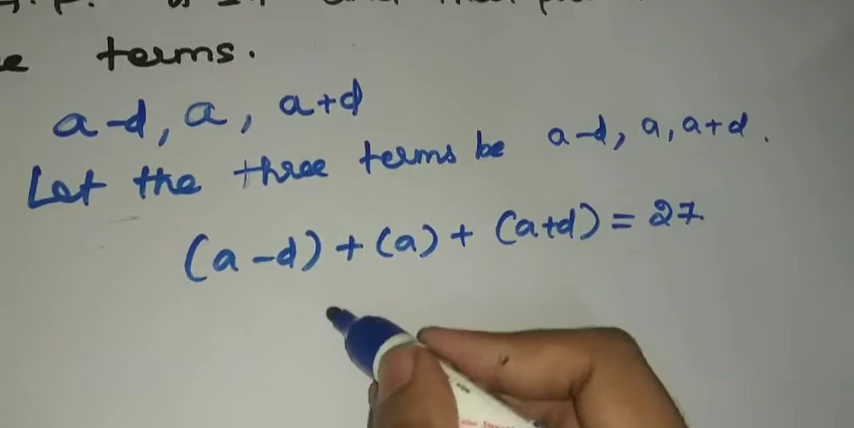 terms.
a-d, a, a+d
Let the three terms be a-d, a, a+d.
(a-d)+(a)+(a+d)=27